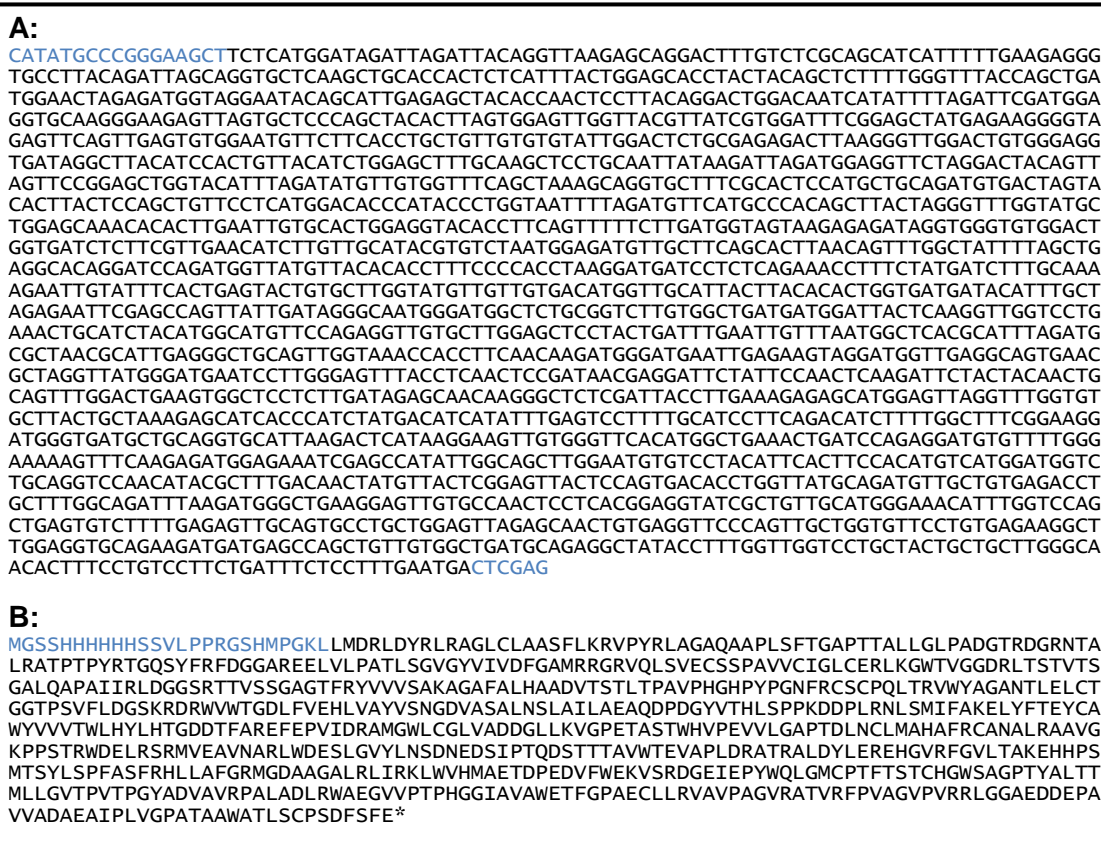 A:
CATATGCCCGGGAAGCTTCTCATGGATAGATTAGATTACAGGTTAAGAGCAGGACTTTGTCTCGCAGCATCATTTTTGAAGAGGG
TGCCTTACAGATTAGCAGGTGCTCAAGCTGCACCACTCTCATTTACTGGAGCACCTACTACAGCTCTTTTGGGTTTACCAGCTGA
TGGAACTAGAGATGGTAGGAATACAGCATTGAGAGCTACACCAACTCCTTACAGGACTGGACAATCATATTTTAGATTCGATGGA
GGTGCAAGGGAAGAGTTAGTGCTCCCAGCTACACTTAGTGGAGTTGGTTACGTTATCGTGGATTTCGGAGCTATGAGAAGGGGTA
GAGTTCAGTTGAGTGTGGAATGTTCTTCACCTGCTGTTGTGTGTATTGGACTCTGCGAGAGACTTAAGGGTTGGACTGTGGGAGG
TGATAGGCTTACATCCACTGTTACATCTGGAGCTTTGCAAGCTCCTGCAATTATAAGATTAGATGGAGGTTCTAGGACTACAGTT
AGTTCCGGAGCTGGTACATTTAGATATGTTGTGGTTTCAGCTAAAGCAGGTGCTTTCGCACTCCATGCTGCAGATGTGACTAGTA
CACTTACTCCAGCTGTTCCTCATGGACACCCATACCCTGGTAATTTTAGATGTTCATGCCCACAGCTTACTAGGGTTTGGTATGC
TGGAGCAAACACACTTGAATTGTGCACTGGAGGTACACCTTCAGTTTTTCTTGATGGTAGTAAGAGAGATAGGTGGGTGTGGACT
GGTGATCTCTTCGTTGAACATCTTGTTGCATACGTGTCTAATGGAGATGTTGCTTCAGCACTTAACAGTTTGGCTATTTTAGCTG
AGGCACAGGATCCAGATGGTTATGTTACACACCTTTCCCCACCTAAGGATGATCCTCTCAGAAACCTTTCTATGATCTTTGCAAA
AGAATTGTATTTCACTGAGTACTGTGCTTGGTATGTTGTTGTGACATGGTTGCATTACTTACACACTGGTGATGATACATTTGCT
AGAGAATTCGAGCCAGTTATTGATAGGGCAATGGGATGGCTCTGCGGTCTTGTGGCTGATGATGGATTACTCAAGGTTGGTCCTG
AAACTGCATCTACATGGCATGTTCCAGAGGTTGTGCTTGGAGCTCCTACTGATTTGAATTGTTTAATGGCTCACGCATTTAGATG
CGCTAACGCATTGAGGGCTGCAGTTGGTAAACCACCTTCAACAAGATGGGATGAATTGAGAAGTAGGATGGTTGAGGCAGTGAAC
GCTAGGTTATGGGATGAATCCTTGGGAGTTTACCTCAACTCCGATAACGAGGATTCTATTCCAACTCAAGATTCTACTACAACTG
CAGTTTGGACTGAAGTGGCTCCTCTTGATAGAGCAACAAGGGCTCTCGATTACCTTGAAAGAGAGCATGGAGTTAGGTTTGGTGT
GCTTACTGCTAAAGAGCATCACCCATCTATGACATCATATTTGAGTCCTTTTGCATCCTTCAGACATCTTTTGGCTTTCGGAAGG
ATGGGTGATGCTGCAGGTGCATTAAGACTCATAAGGAAGTTGTGGGTTCACATGGCTGAAACTGATCCAGAGGATGTGTTTTGGG
AAAAAGTTTCAAGAGATGGAGAAATCGAGCCATATTGGCAGCTTGGAATGTGTCCTACATTCACTTCCACATGTCATGGATGGTC
TGCAGGTCCAACATACGCTTTGACAACTATGTTACTCGGAGTTACTCCAGTGACACCTGGTTATGCAGATGTTGCTGTGAGACCT
GCTTTGGCAGATTTAAGATGGGCTGAAGGAGTTGTGCCAACTCCTCACGGAGGTATCGCTGTTGCATGGGAAACATTTGGTCCAG
CTGAGTGTCTTTTGAGAGTTGCAGTGCCTGCTGGAGTTAGAGCAACTGTGAGGTTCCCAGTTGCTGGTGTTCCTGTGAGAAGGCT
TGGAGGTGCAGAAGATGATGAGCCAGCTGTTGTGGCTGATGCAGAGGCTATACCTTTGGTTGGTCCTGCTACTGCTGCTTGGGCA
ACACTTTCCTGTCCTTCTGATTTCTCCTTTGAATGACTCGAG
B:
MGSSHHHHHHSSVLPPRGSHMPGKLLMDRLDYRLRAGLCLAASFLKRVPYRLAGAQAAPLSFTGAPTTALLGLPADGTRDGRNTA
LRATPTPYRTGQSYFRFDGGAREELVLPATLSGVGYVIVDFGAMRRGRVQLSVECSSPAVVCIGLCERLKGWTVGGDRLTSTVTS
GALQAPAIIRLDGGSRTTVSSGAGTFRYVVVSAKAGAFALHAADVTSTLTPAVPHGHPYPGNFRCSCPQLTRVWYAGANTLELCT
GGTPSVFLDGSKRDRWVWTGDLFVEHLVAYVSNGDVASALNSLAILAEAQDPDGYVTHLSPPKDDPLRNLSMIFAKELYFTEYCA
WYVVVTWLHYLHTGDDTFAREFEPVIDRAMGWLCGLVADDGLLKVGPETASTWHVPEVVLGAPTDLNCLMAHAFRCANALRAAVG
KPPSTRWDELRSRMVEAVNARLWDESLGVYLNSDNEDSIPTQDSTTTAVWTEVAPLDRATRALDYLEREHGVRFGVLTAKEHHPS
MTSYLSPFASFRHLLAFGRMGDAAGALRLIRKLWVHMAETDPEDVFWEKVSRDGEIEPYWQLGMCPTFTSTCHGWSAGPTYALTT
MLLGVTPVTPGYADVAVRPALADLRWAEGVVPTPHGGIAVAWETFGPAECLLRVAVPAGVRATVRFPVAGVPVRRLGGAEDDEPA
VVADAEAIPLVGPATAAWATLSCPSDFSFE*